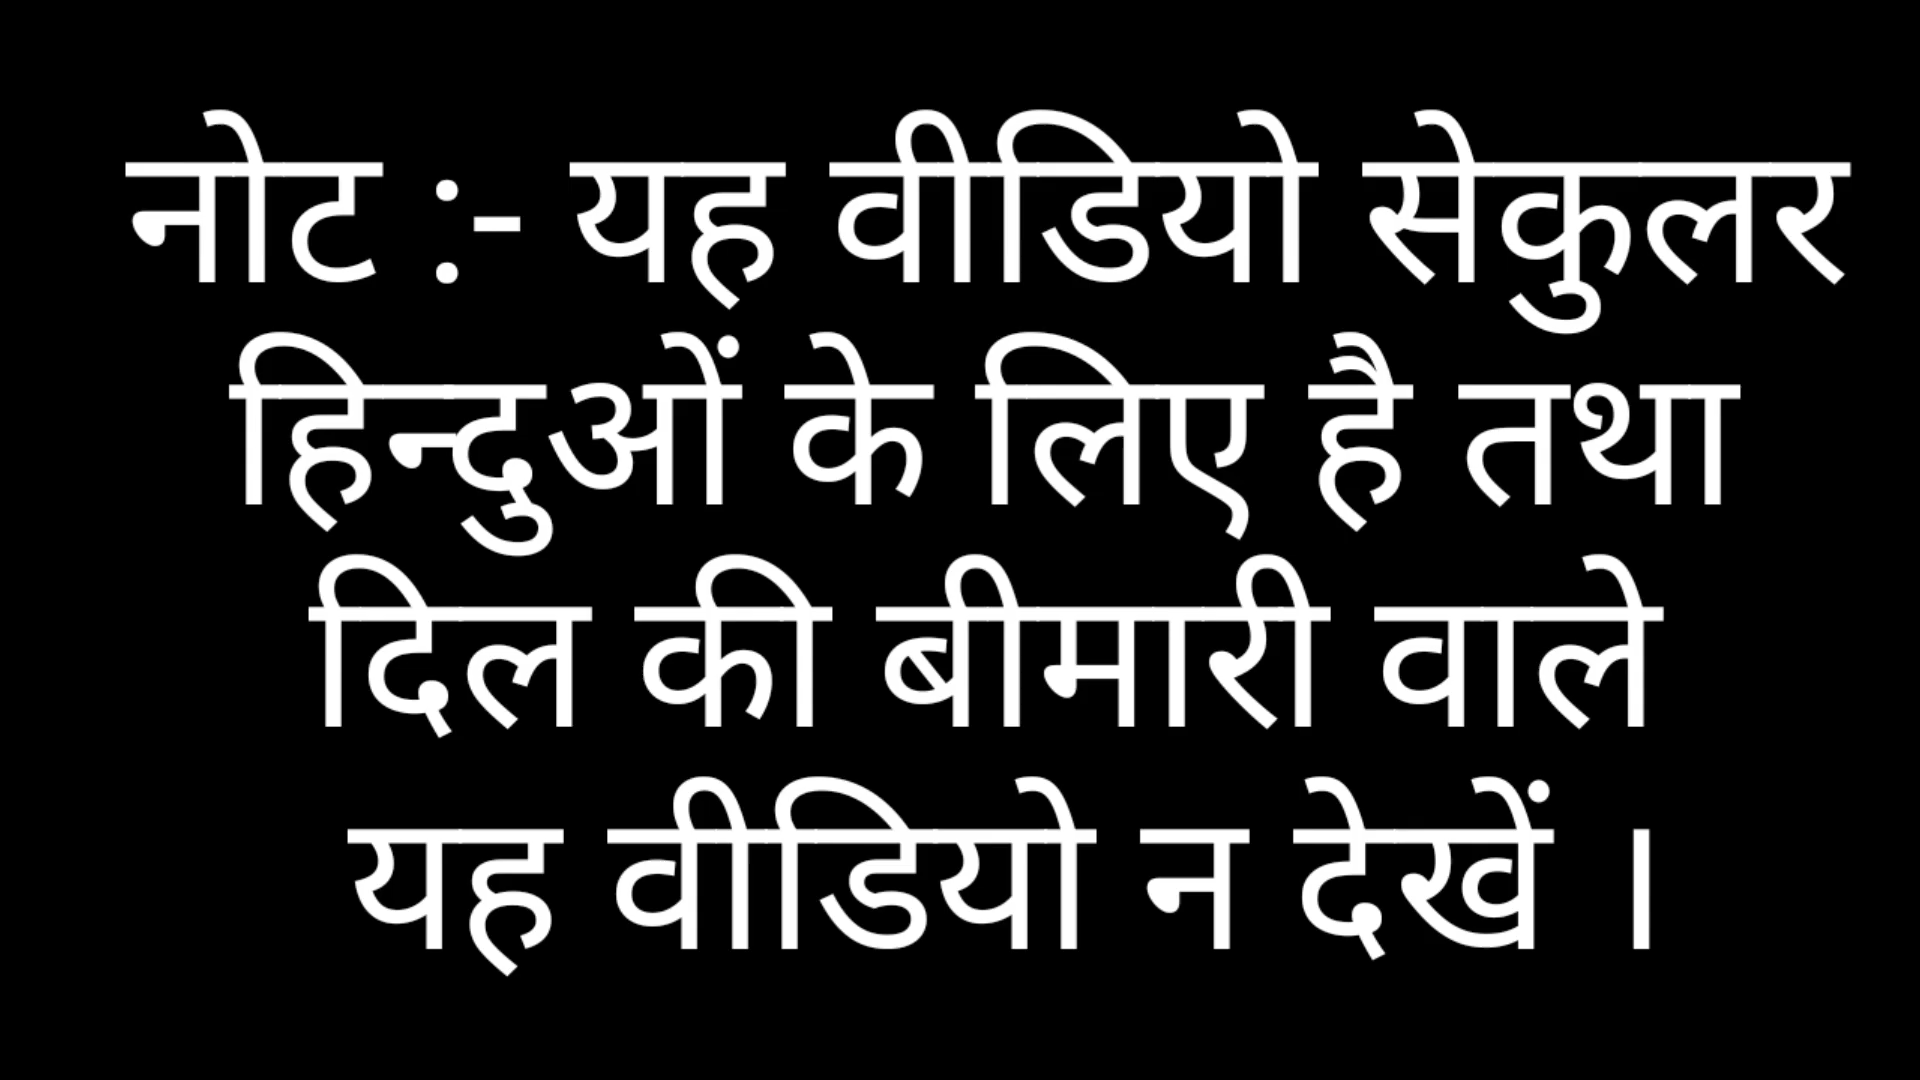 नोट :- यह वीडियो सेकुलर
हिन्दुओं के लिए है तथा
दिल की बीमारी वाले
यह वीडियो न देखें ।